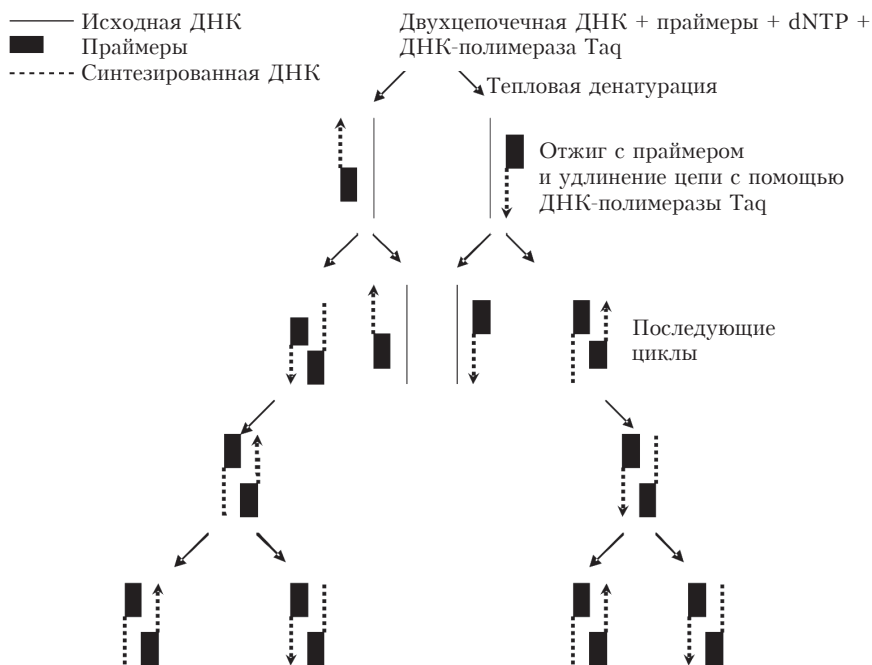 Исходная ДНК
Праймеры
Синтезированная ДНК
Двухцепочечная ДНК + праймеры + dNTP +
ДНК-полимераза Taq
Тепловая денатурация
Отжиг с праймером
и удлинение цепи с помощью
ДНК-полимеразы Taq
Последующие
циклы